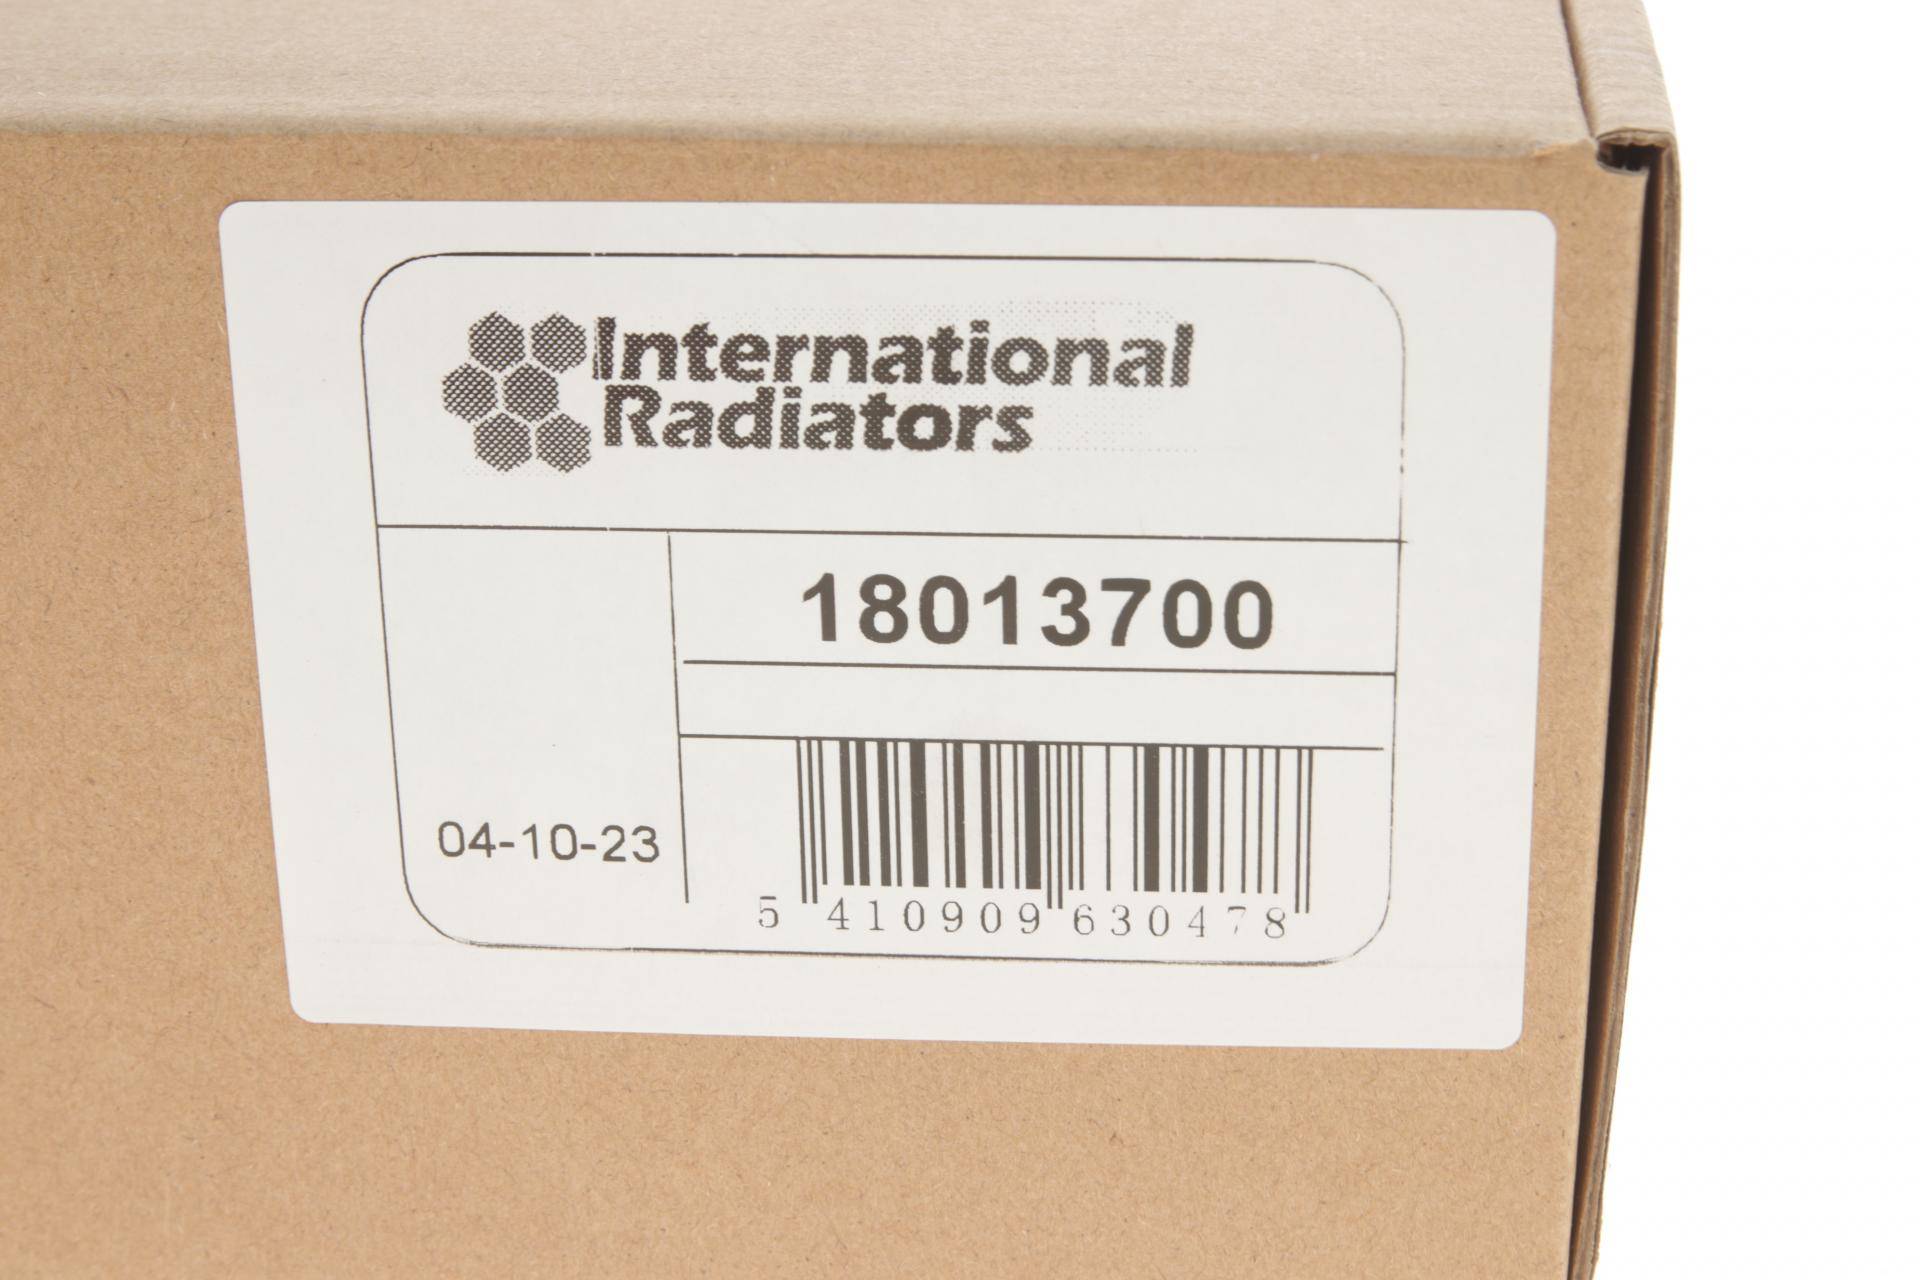 International
Radiators
18013700
04-10-23
5 410909 630478